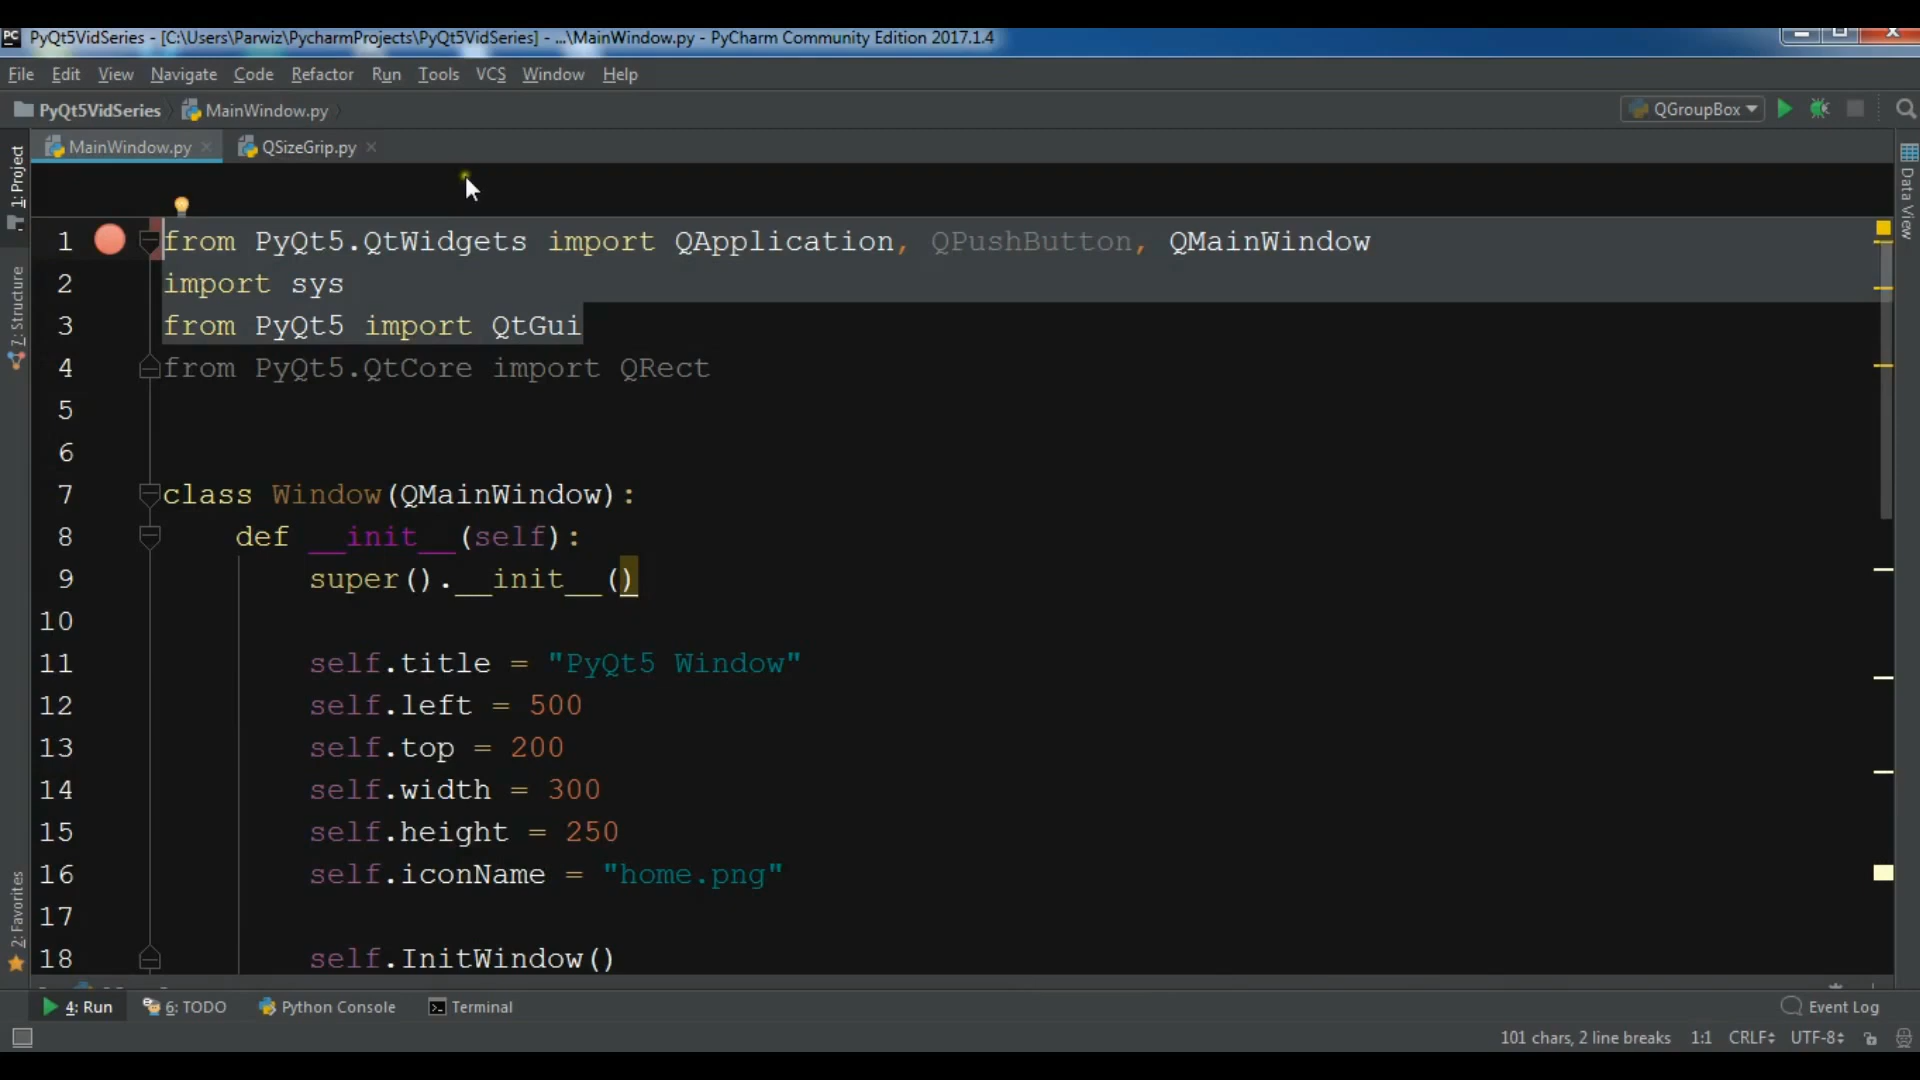 PC PyQt5VidSeries - [C:\Users\Parwiz\PycharmProjects\PyQt5VidSeries] - ...\MainWindow.py - PyCharm Community Edition 2017.1.4
File Edit View Navigate Code Refactor Run Tools VCS Window Help
PyQt5VidSeries MainWindow.py QGroupBox
MainWindow.py QSizeGrip.py
1: Project
7: Structure
2: Favorites
Data View
1 from PyQt5.QtWidgets import QApplication, QPushButton, QMainWindow
2 import sys
3 from PyQt5 import QtGui
4 from PyQt5.QtCore import QRect
5
6
7 class Window(QMainWindow):
8 def __init__(self):
9 super().__init__()
10
11 self.title = "PyQt5 Window"
12 self.left = 500
13 self.top = 200
14 self.width = 300
15 self.height = 250
16 self.iconName = "home.png"
17
18 self.InitWindow()
4: Run 6: TODO Python Console Terminal Event Log
101 chars, 2 line breaks 1:1 CRLF UTF-8